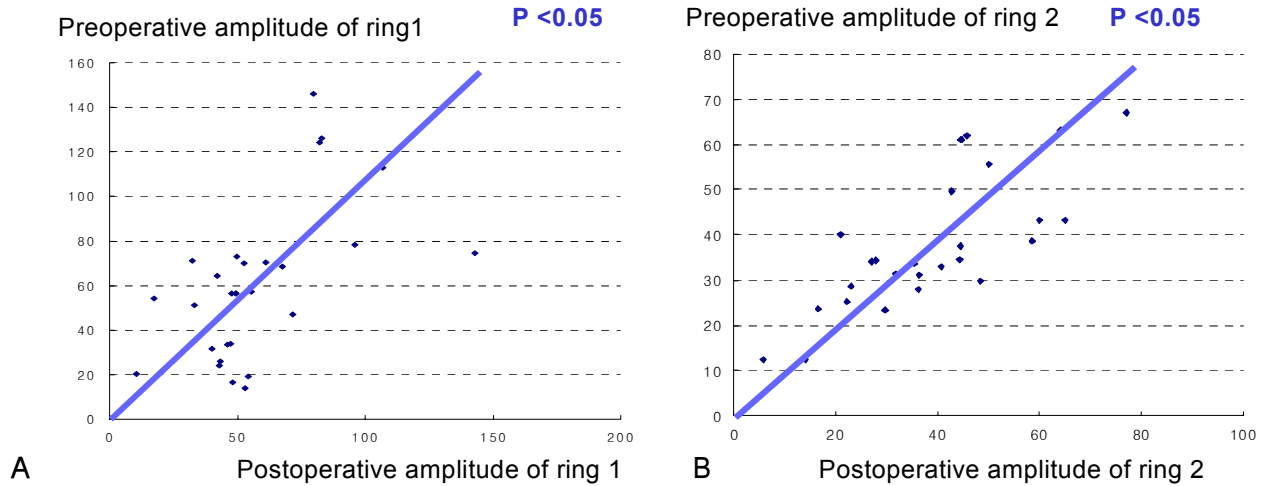 Preoperative amplitude of ring1
P <0.05
160
140
120
100
80
60
40
20
0
0 50 100 150 200
A
Postoperative amplitude of ring 1
Preoperative amplitude of ring 2
P <0.05
80
70
60
50
40
30
20
10
0
0 20 40 60 80 100
B
Postoperative amplitude of ring 2